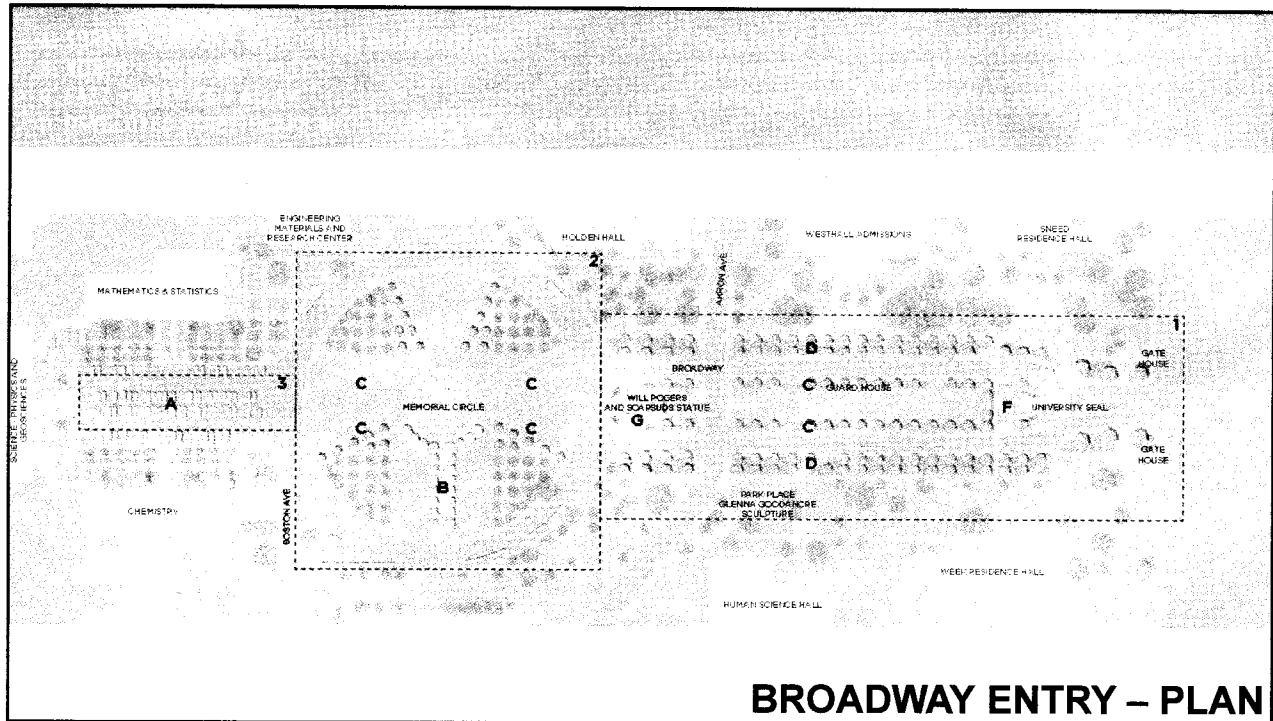 ENGINEERING
MATERIALS AND
RESEARCH CENTER
HOLDEN HALL
WESTHALL ADMISSIONS
SNEED
RESIDENCE HALL
2
AKRON AVE
MATHEMATICS & STATISTICS
1
D
GATE
HOUSE
BROADWAY
3
C
C
C
GUARD HOUSE
SCIENCE, PHYSICS AND
GEOSCIENCES
A
MEMORIAL CIRCLE
WILL ROGERS
AND SOAPSUDS STATUE
F
UNIVERSITY SEAL
G
C
C
C
GATE
HOUSE
D
B
PARK PLACE
GLENNA GOODACRE
SCULPTURE
CHEMISTRY
BOSTON AVE
WEEK RESIDENCE HALL
HUMAN SCIENCE HALL
BROADWAY ENTRY – PLAN